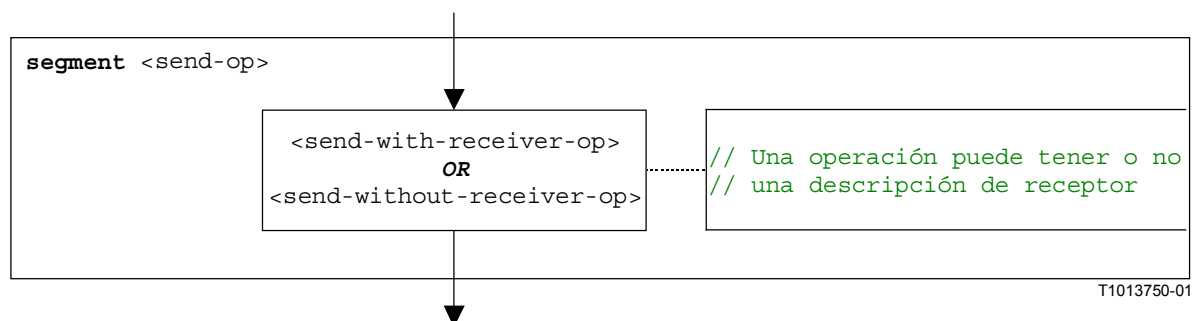 segment <send-op>
<send-with-receiver-op>
OR
<send-without-receiver-op>
// Una operación puede tener o no
// una descripción de receptor
T1013750-01